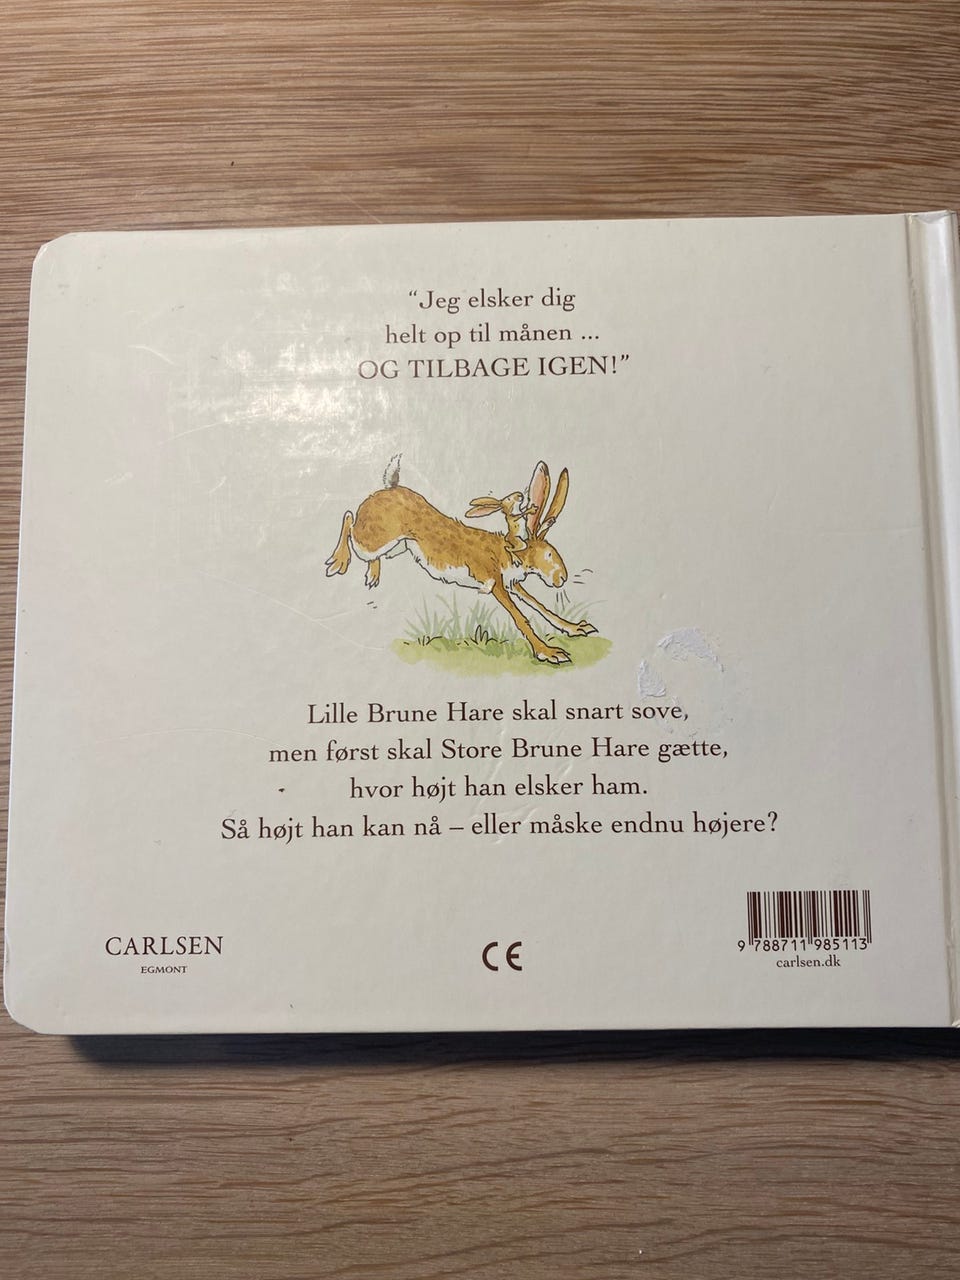 “Jeg elsker dig
helt op til månen ...
OG TILBAGE IGEN!”
Lille Brune Hare skal snart sove,
men først skal Store Brune Hare gætte,
hvor højt han elsker ham.
Så højt han kan nå – eller måske endnu højere?
CARLSEN
EGMONT
CE
9 788711 985113
carlsen.dk